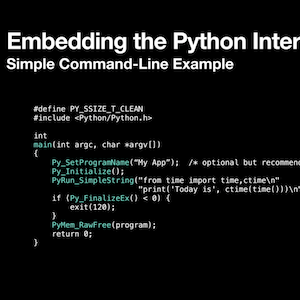 Embedding the Python Inter
Simple Command-Line Example
#define PY_SSIZE_T_CLEAN
#include <Python/Python.h>
int
main(int argc, char *argv[])
{
Py_SetProgramName("My App"); /* optional but recommen
Py_Initialize();
PyRun_SimpleString("from time import time,ctime\n"
"print('Today is', ctime(time()))\n"
if (Py_FinalizeEx() < 0) {
exit(120);
}
PyMem_RawFree(program);
return 0;
}